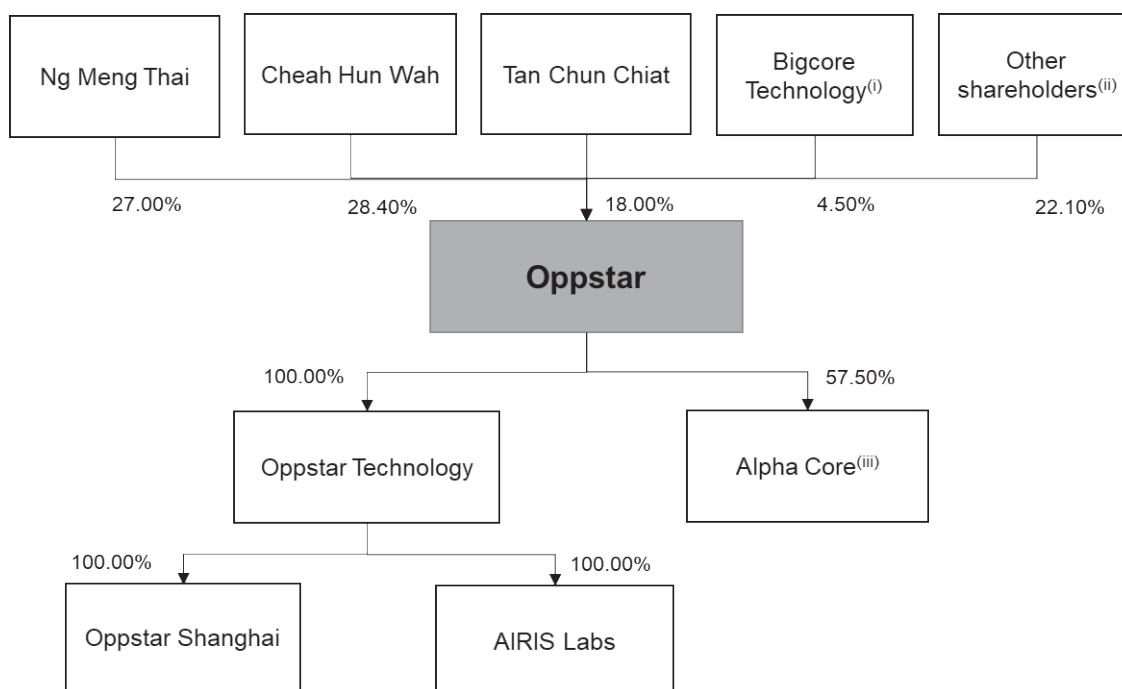 Ng Meng Thai
Cheah Hun Wah
Tan Chun Chiat
Bigcore
Technology(i)
Other
shareholders(ii)
27.00%
28.40%
18.00%
4.50%
22.10%
Oppstar
100.00%
57.50%
Oppstar Technology
Alpha Core(iii)
100.00%
100.00%
Oppstar Shanghai
AIRIS Labs